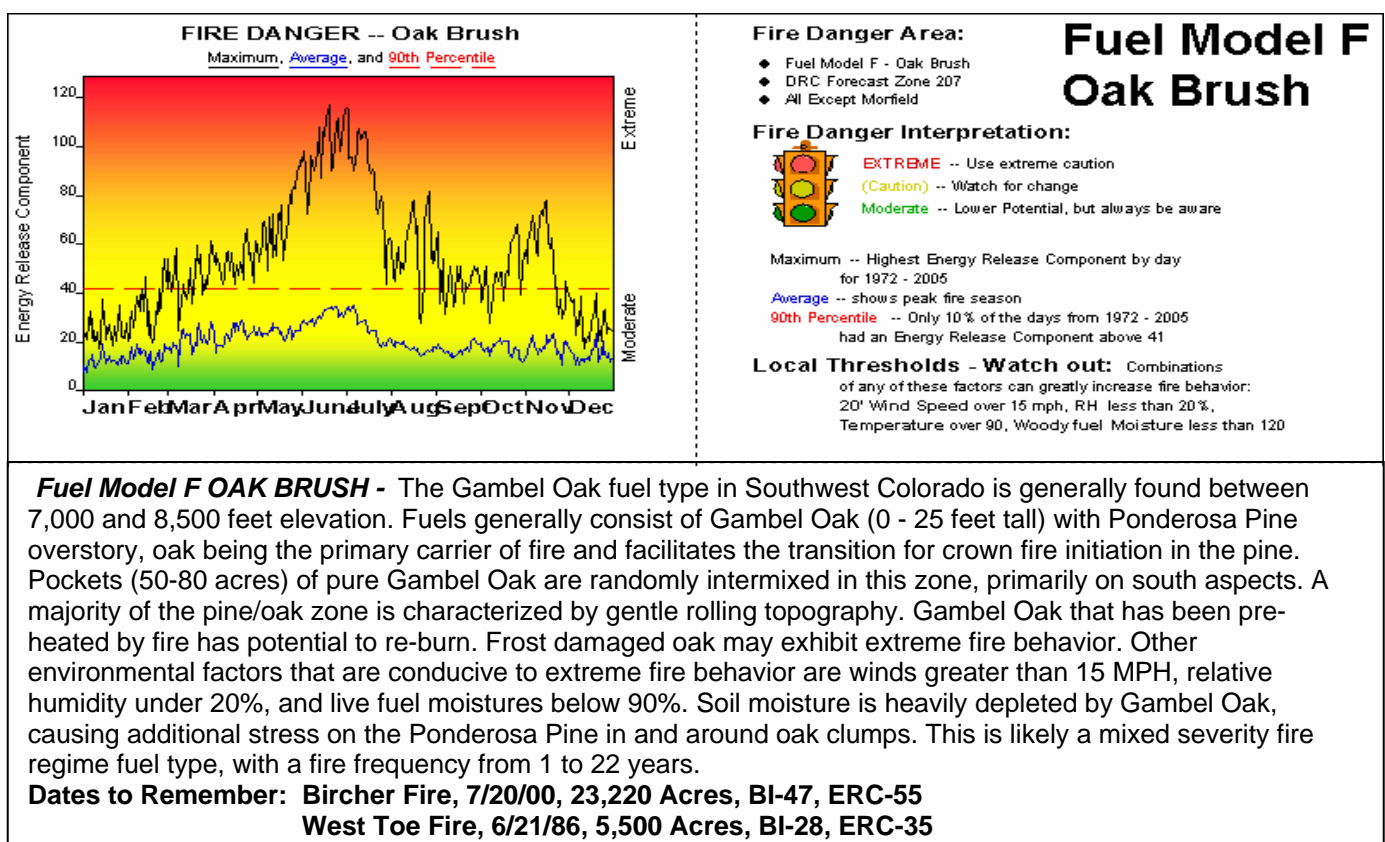 FIRE DANGER -- Oak Brush
Maximum, Average, and 90th Percentile
Energy Release Component
120
100
80
60
40
20
0
Extreme
Moderate
Jan Feb Mar Apr May June July Aug Sept Oct Nov Dec
Fire Danger Area:
◆ Fuel Model F - Oak Brush
◆ DRC Forecast Zone 207
◆ All Except Morfield
Fuel Model F
Oak Brush
Fire Danger Interpretation:
EXTREME -- Use extreme caution
(Caution) -- Watch for change
Moderate -- Lower Potential, but always be aware
Maximum -- Highest Energy Release Component by day
for 1972 - 2005
Average -- shows peak fire season
90th Percentile -- Only 10% of the days from 1972 - 2005
had an Energy Release Component above 41
Local Thresholds - Watch out: Combinations
of any of these factors can greatly increase fire behavior:
20' Wind Speed over 15 mph, RH less than 20%,
Temperature over 90, Woody fuel Moisture less than 120
Fuel Model F OAK BRUSH - The Gambel Oak fuel type in Southwest Colorado is generally found between
7,000 and 8,500 feet elevation. Fuels generally consist of Gambel Oak (0 - 25 feet tall) with Ponderosa Pine
overstory, oak being the primary carrier of fire and facilitates the transition for crown fire initiation in the pine.
Pockets (50-80 acres) of pure Gambel Oak are randomly intermixed in this zone, primarily on south aspects. A
majority of the pine/oak zone is characterized by gentle rolling topography. Gambel Oak that has been pre-
heated by fire has potential to re-burn. Frost damaged oak may exhibit extreme fire behavior. Other
environmental factors that are conducive to extreme fire behavior are winds greater than 15 MPH, relative
humidity under 20%, and live fuel moistures below 90%. Soil moisture is heavily depleted by Gambel Oak,
causing additional stress on the Ponderosa Pine in and around oak clumps. This is likely a mixed severity fire
regime fuel type, with a fire frequency from 1 to 22 years.
Dates to Remember: Bircher Fire, 7/20/00, 23,220 Acres, BI-47, ERC-55
West Toe Fire, 6/21/86, 5,500 Acres, BI-28, ERC-35